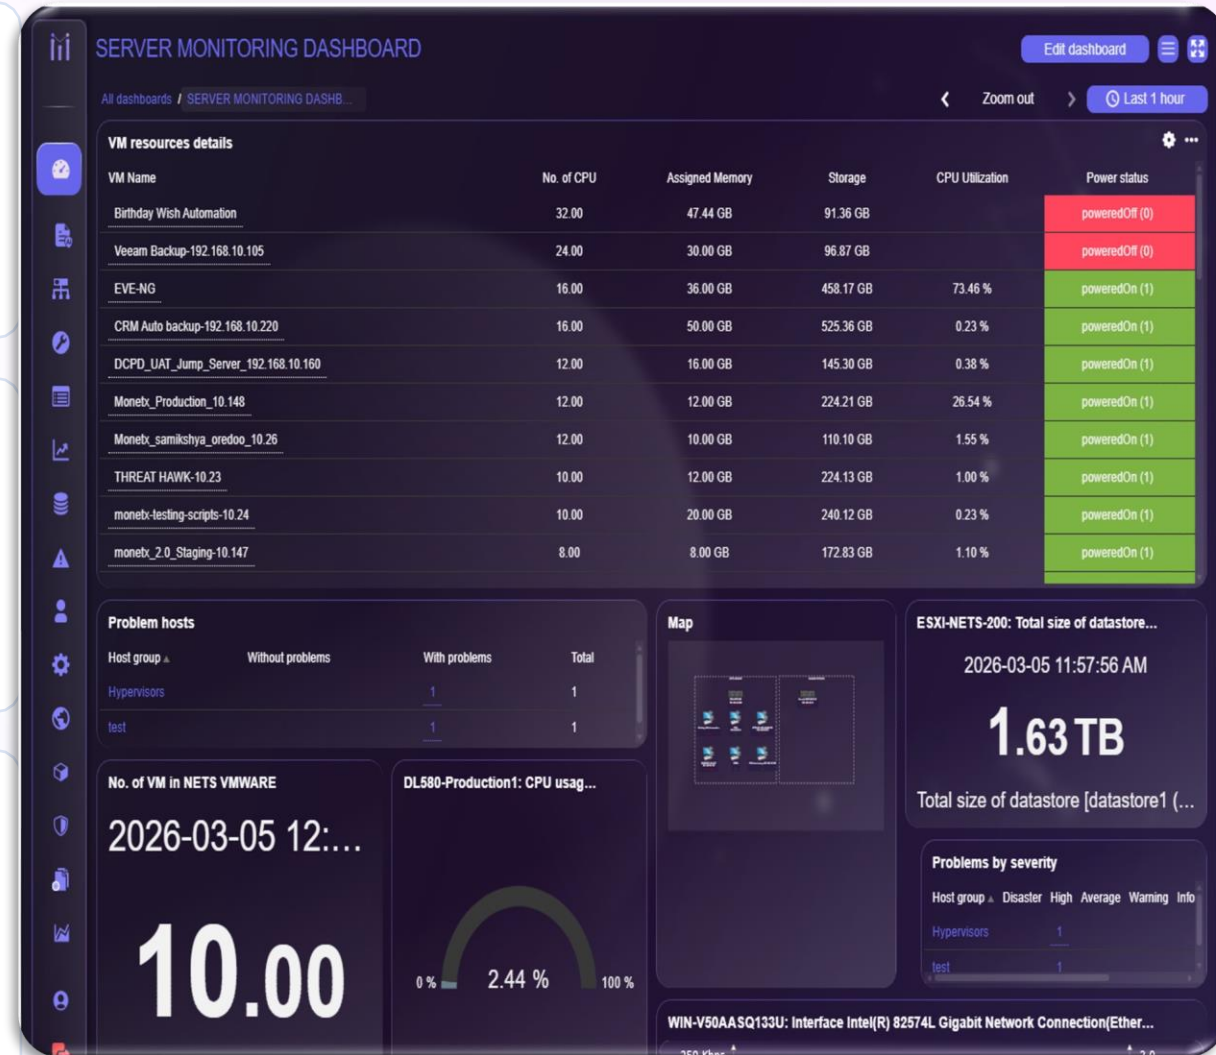 SERVER MONITORING DASHBOARD
Edit dashboard
All dashboards / SERVER MONITORING DASHB...
Zoom out
Last 1 hour
VM resources details
VM Name No. of CPU Assigned Memory Storage CPU Utilization Power status
Birthday Wish Automation 32.00 47.44 GB 91.36 GB poweredOff (0)
Veeam Backup-192.168.10.105 24.00 30.00 GB 96.87 GB poweredOff (0)
EVE-NG 16.00 36.00 GB 458.17 GB 73.46 % poweredOn (1)
CRM Auto backup-192.168.10.220 16.00 50.00 GB 525.36 GB 0.23 % poweredOn (1)
DCPD_UAT_Jump_Server_192.168.10.160 12.00 16.00 GB 145.30 GB 0.38 % poweredOn (1)
Monetx_Production_10.148 12.00 12.00 GB 224.21 GB 26.54 % poweredOn (1)
Monetx_samikshya_oredoo_10.26 12.00 10.00 GB 110.10 GB 1.55 % poweredOn (1)
THREAT HAWK-10.23 10.00 12.00 GB 224.13 GB 1.00 % poweredOn (1)
monetx-testing-scripts-10.24 10.00 20.00 GB 240.12 GB 0.23 % poweredOn (1)
monetx_2.0_Staging-10.147 8.00 8.00 GB 172.83 GB 1.10 % poweredOn (1)
Problem hosts
Host group Without problems With problems Total
Hypervisors 1 1
test 1 1
Map
ESXI-NETS-200: Total size of datastore...
2026-03-05 11:57:56 AM
1.63 TB
Total size of datastore [datastore1 (...
No. of VM in NETS VMWARE
2026-03-05 12:...
10.00
DL580-Production1: CPU usag...
0 % 2.44 % 100 %
Problems by severity
Host group Disaster High Average Warning Info
Hypervisors 1
test 1
WIN-V50AASQ133U: Interface Intel(R) 82574L Gigabit Network Connection(Ether...